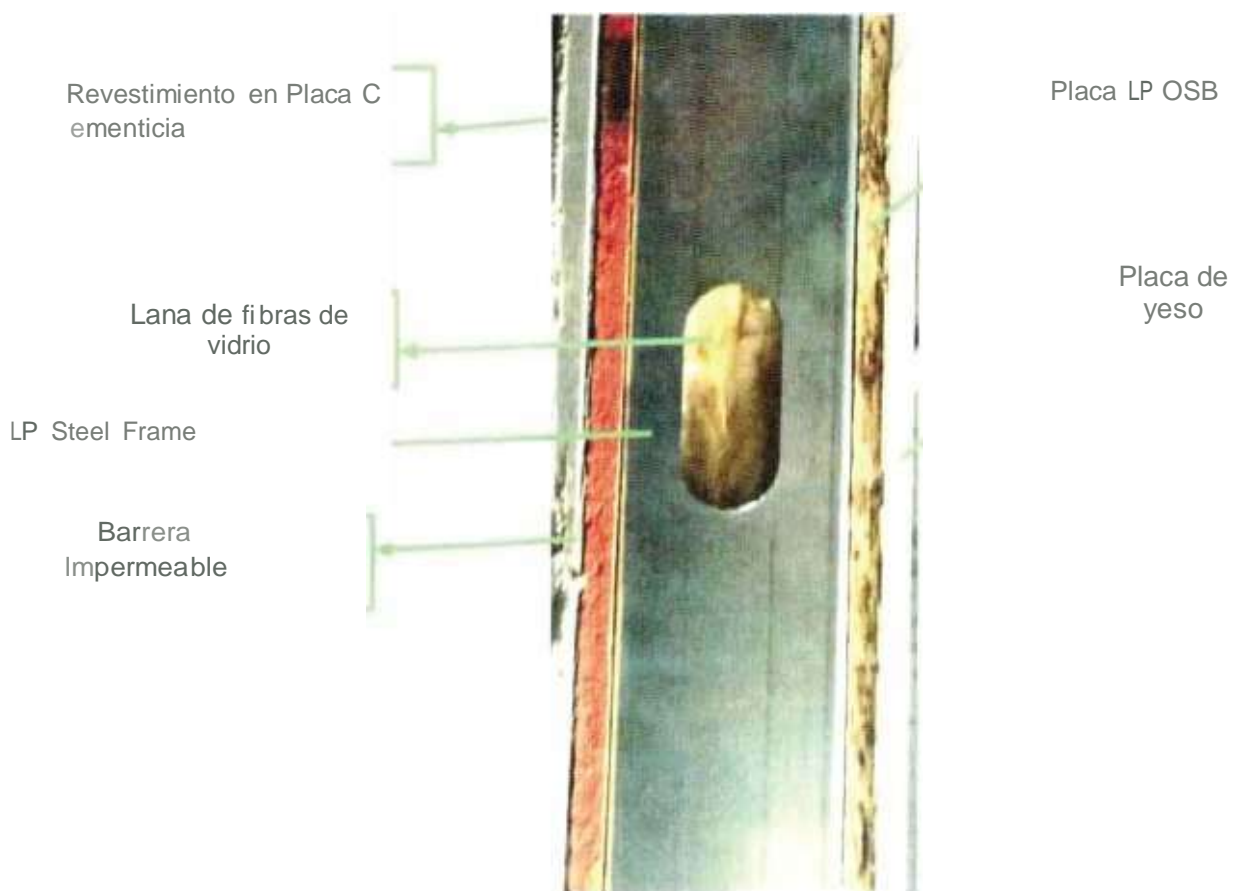 Revestimiento en Placa C
ementicia
Lana de fibras de
vidrio
LP Steel Frame
Barrera
Impermeable
Placa LP OSB
Placa de
yeso